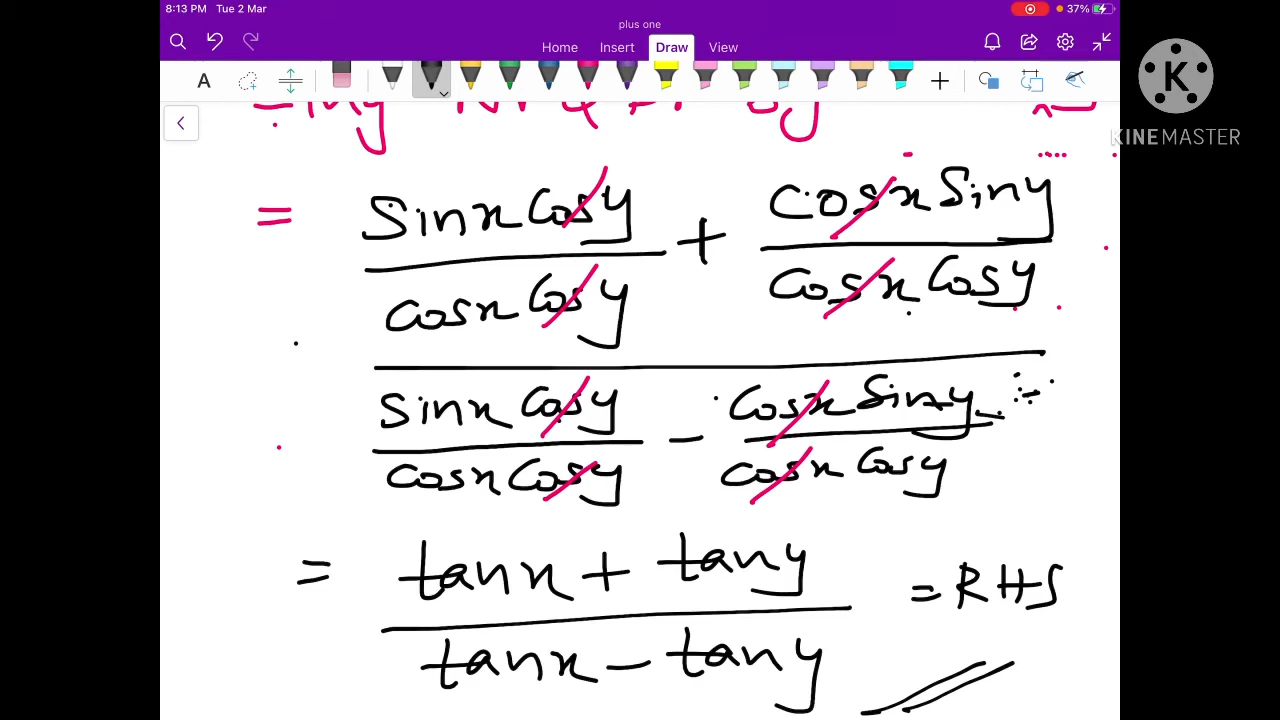 8:13 PM Tue 2 Mar
37%
plus one
Home Insert Draw View
A
K
KINEMASTER
= Sinx Cosy / cosx Cosy + Cosx Siny / Cosx Cosy
Sinx Cosy / Cosx Cosy - Cosx Siny / Cosx Cosy
= tanx + tany / tanx - tany = RHS